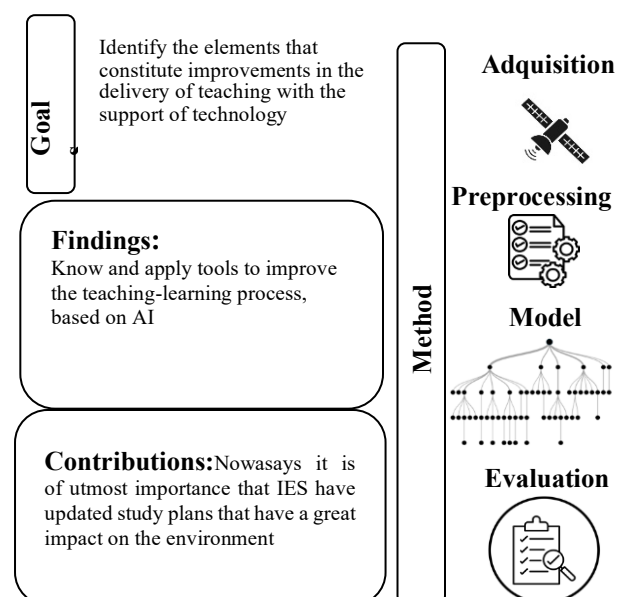 Goal
Identify the elements that
constitute improvements in the
delivery of teaching with the
support of technology
Findings:
Know and apply tools to improve
the teaching-learning process,
based on AI
Contributions:Nowasays it is
of utmost importance that IES have
updated study plans that have a great
impact on the environment
Method
Adquisition
Preprocessing
Model
Evaluation